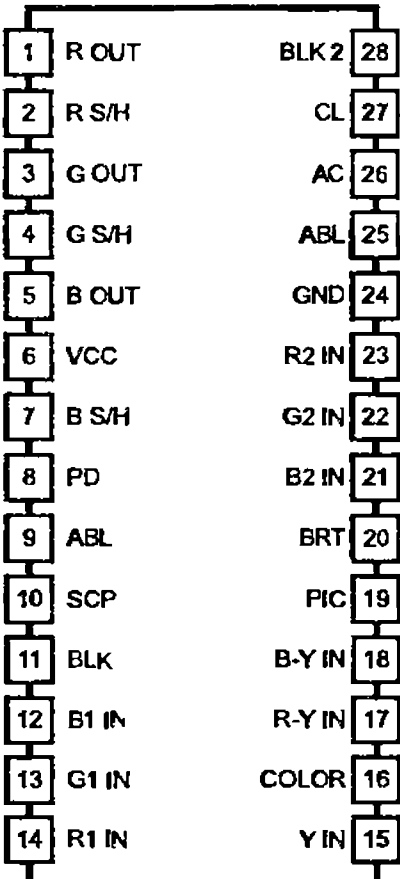 1 R OUT BLK 2 28
2 R S/H CL 27
3 G OUT AC 26
4 G S/H ABL 25
5 B OUT GND 24
6 VCC R2 IN 23
7 B S/H G2 IN 22
8 PD B2 IN 21
9 ABL BRT 20
10 SCP PIC 19
11 BLK B-Y IN 18
12 B1 IN R-Y IN 17
13 G1 IN COLOR 16
14 R1 IN Y IN 15